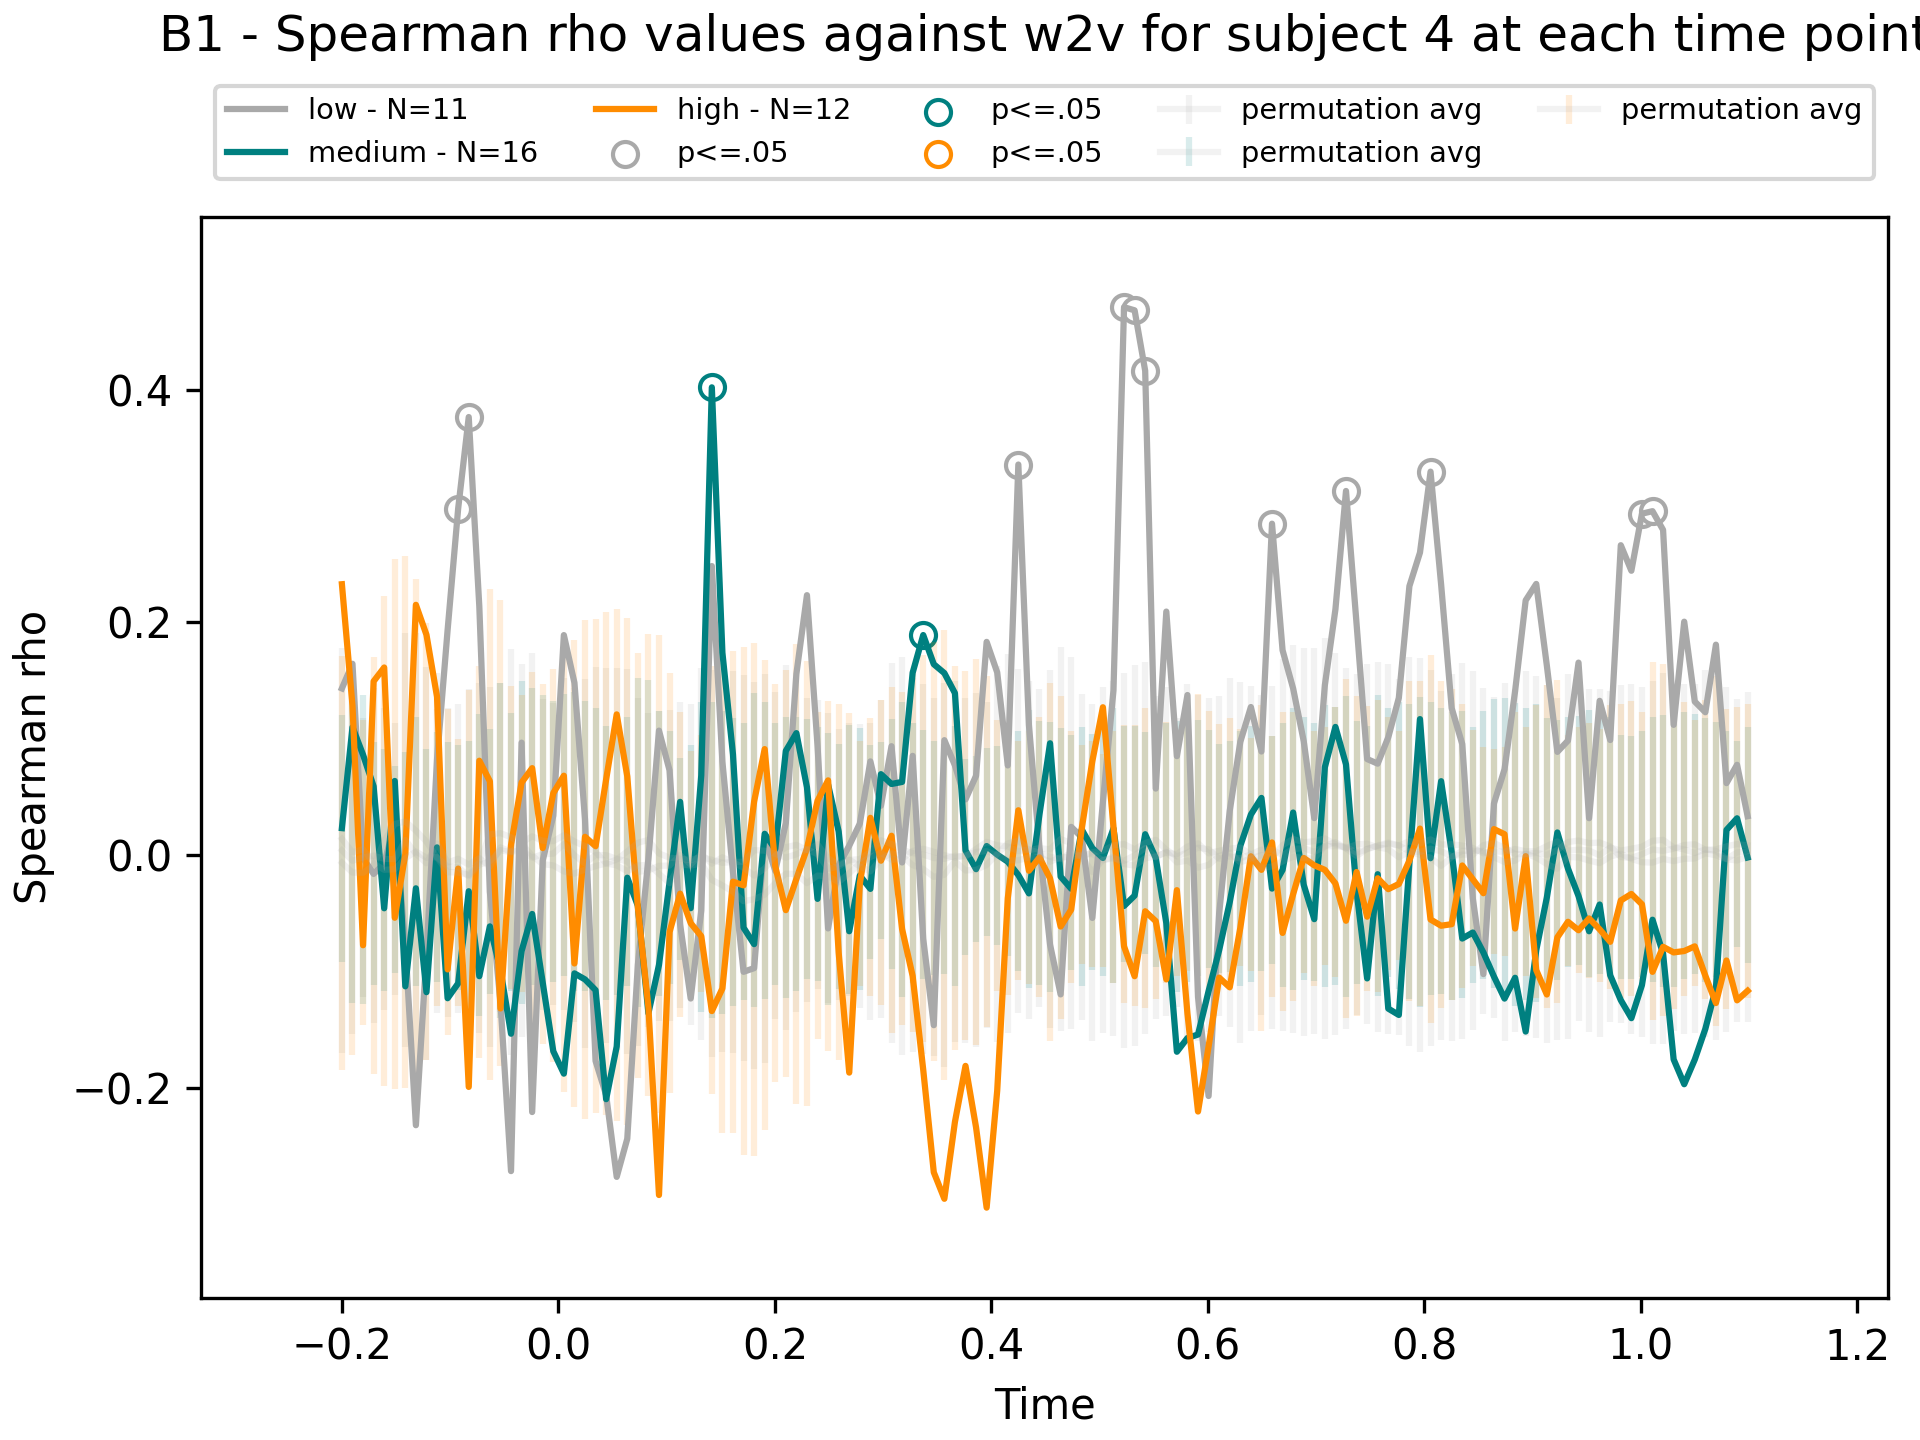 B1 - Spearman rho values against w2v for subject 4 at each time point
low - N=11 high - N=12 p<=.05 permutation avg permutation avg
medium - N=16 p<=.05 p<=.05 permutation avg
Spearman rho
0.4
0.2
0.0
−0.2
−0.2 0.0 0.2 0.4 0.6 0.8 1.0 1.2
Time